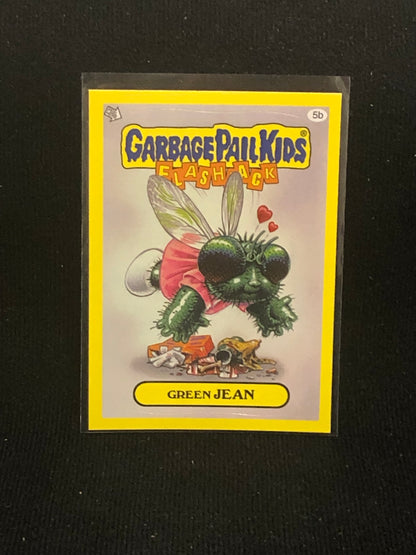 5b
GARBAGE PAIL KIDS®
FLASHBACK
GREEN JEAN